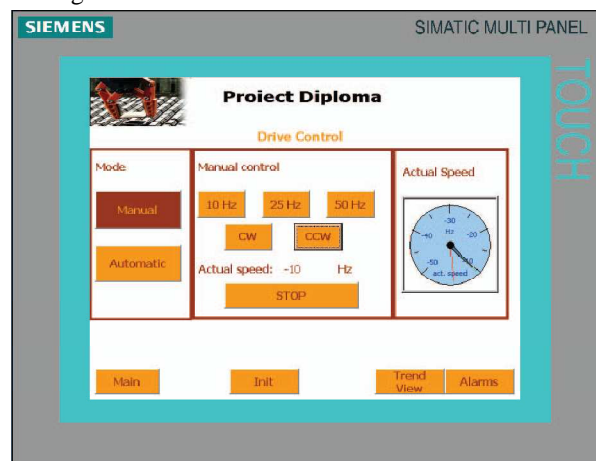 SIEMENS
SIMATIC MULTI PANEL
TOUCH
Proiect Diploma
Drive Control
Mode
Manual
Automatic
Manual control
10 Hz 25 Hz 50 Hz
CW CCW
Actual speed: -10 Hz
STOP
Actual Speed
-30
Hz
-40 -20
-50
act. speed
Main
Init
Trend
View
Alarms